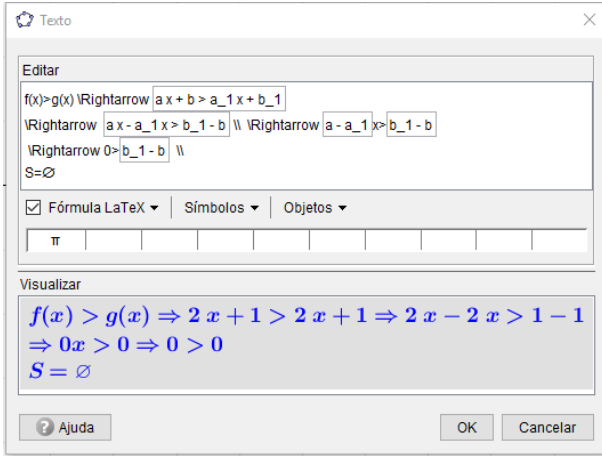 Texto
Editar
f(x)>g(x) \Rightarrow a x + b > a_1 x + b_1
\Rightarrow a x - a_1 x > b_1 - b \\ \Rightarrow a - a_1 x> b_1 - b
\Rightarrow 0> b_1 - b \\
S=∅
Fórmula LaTeX Símbolos Objetos
π
Visualizar
f(x) > g(x) ⇒ 2 x + 1 > 2 x + 1 ⇒ 2 x − 2 x > 1 − 1
⇒ 0x > 0 ⇒ 0 > 0
S = ∅
Ajuda OK Cancelar